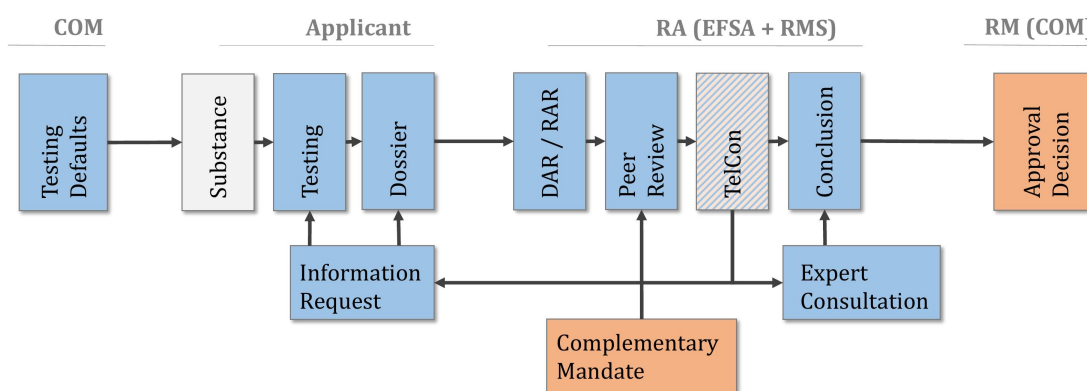 COM
Applicant
RA (EFSA + RMS)
RM (COM)
Testing
Defaults
Substance
Testing
Dossier
DAR / RAR
Peer
Review
TelCon
Conclusion
Approval
Decision
Information
Request
Expert
Consultation
Complementary
Mandate